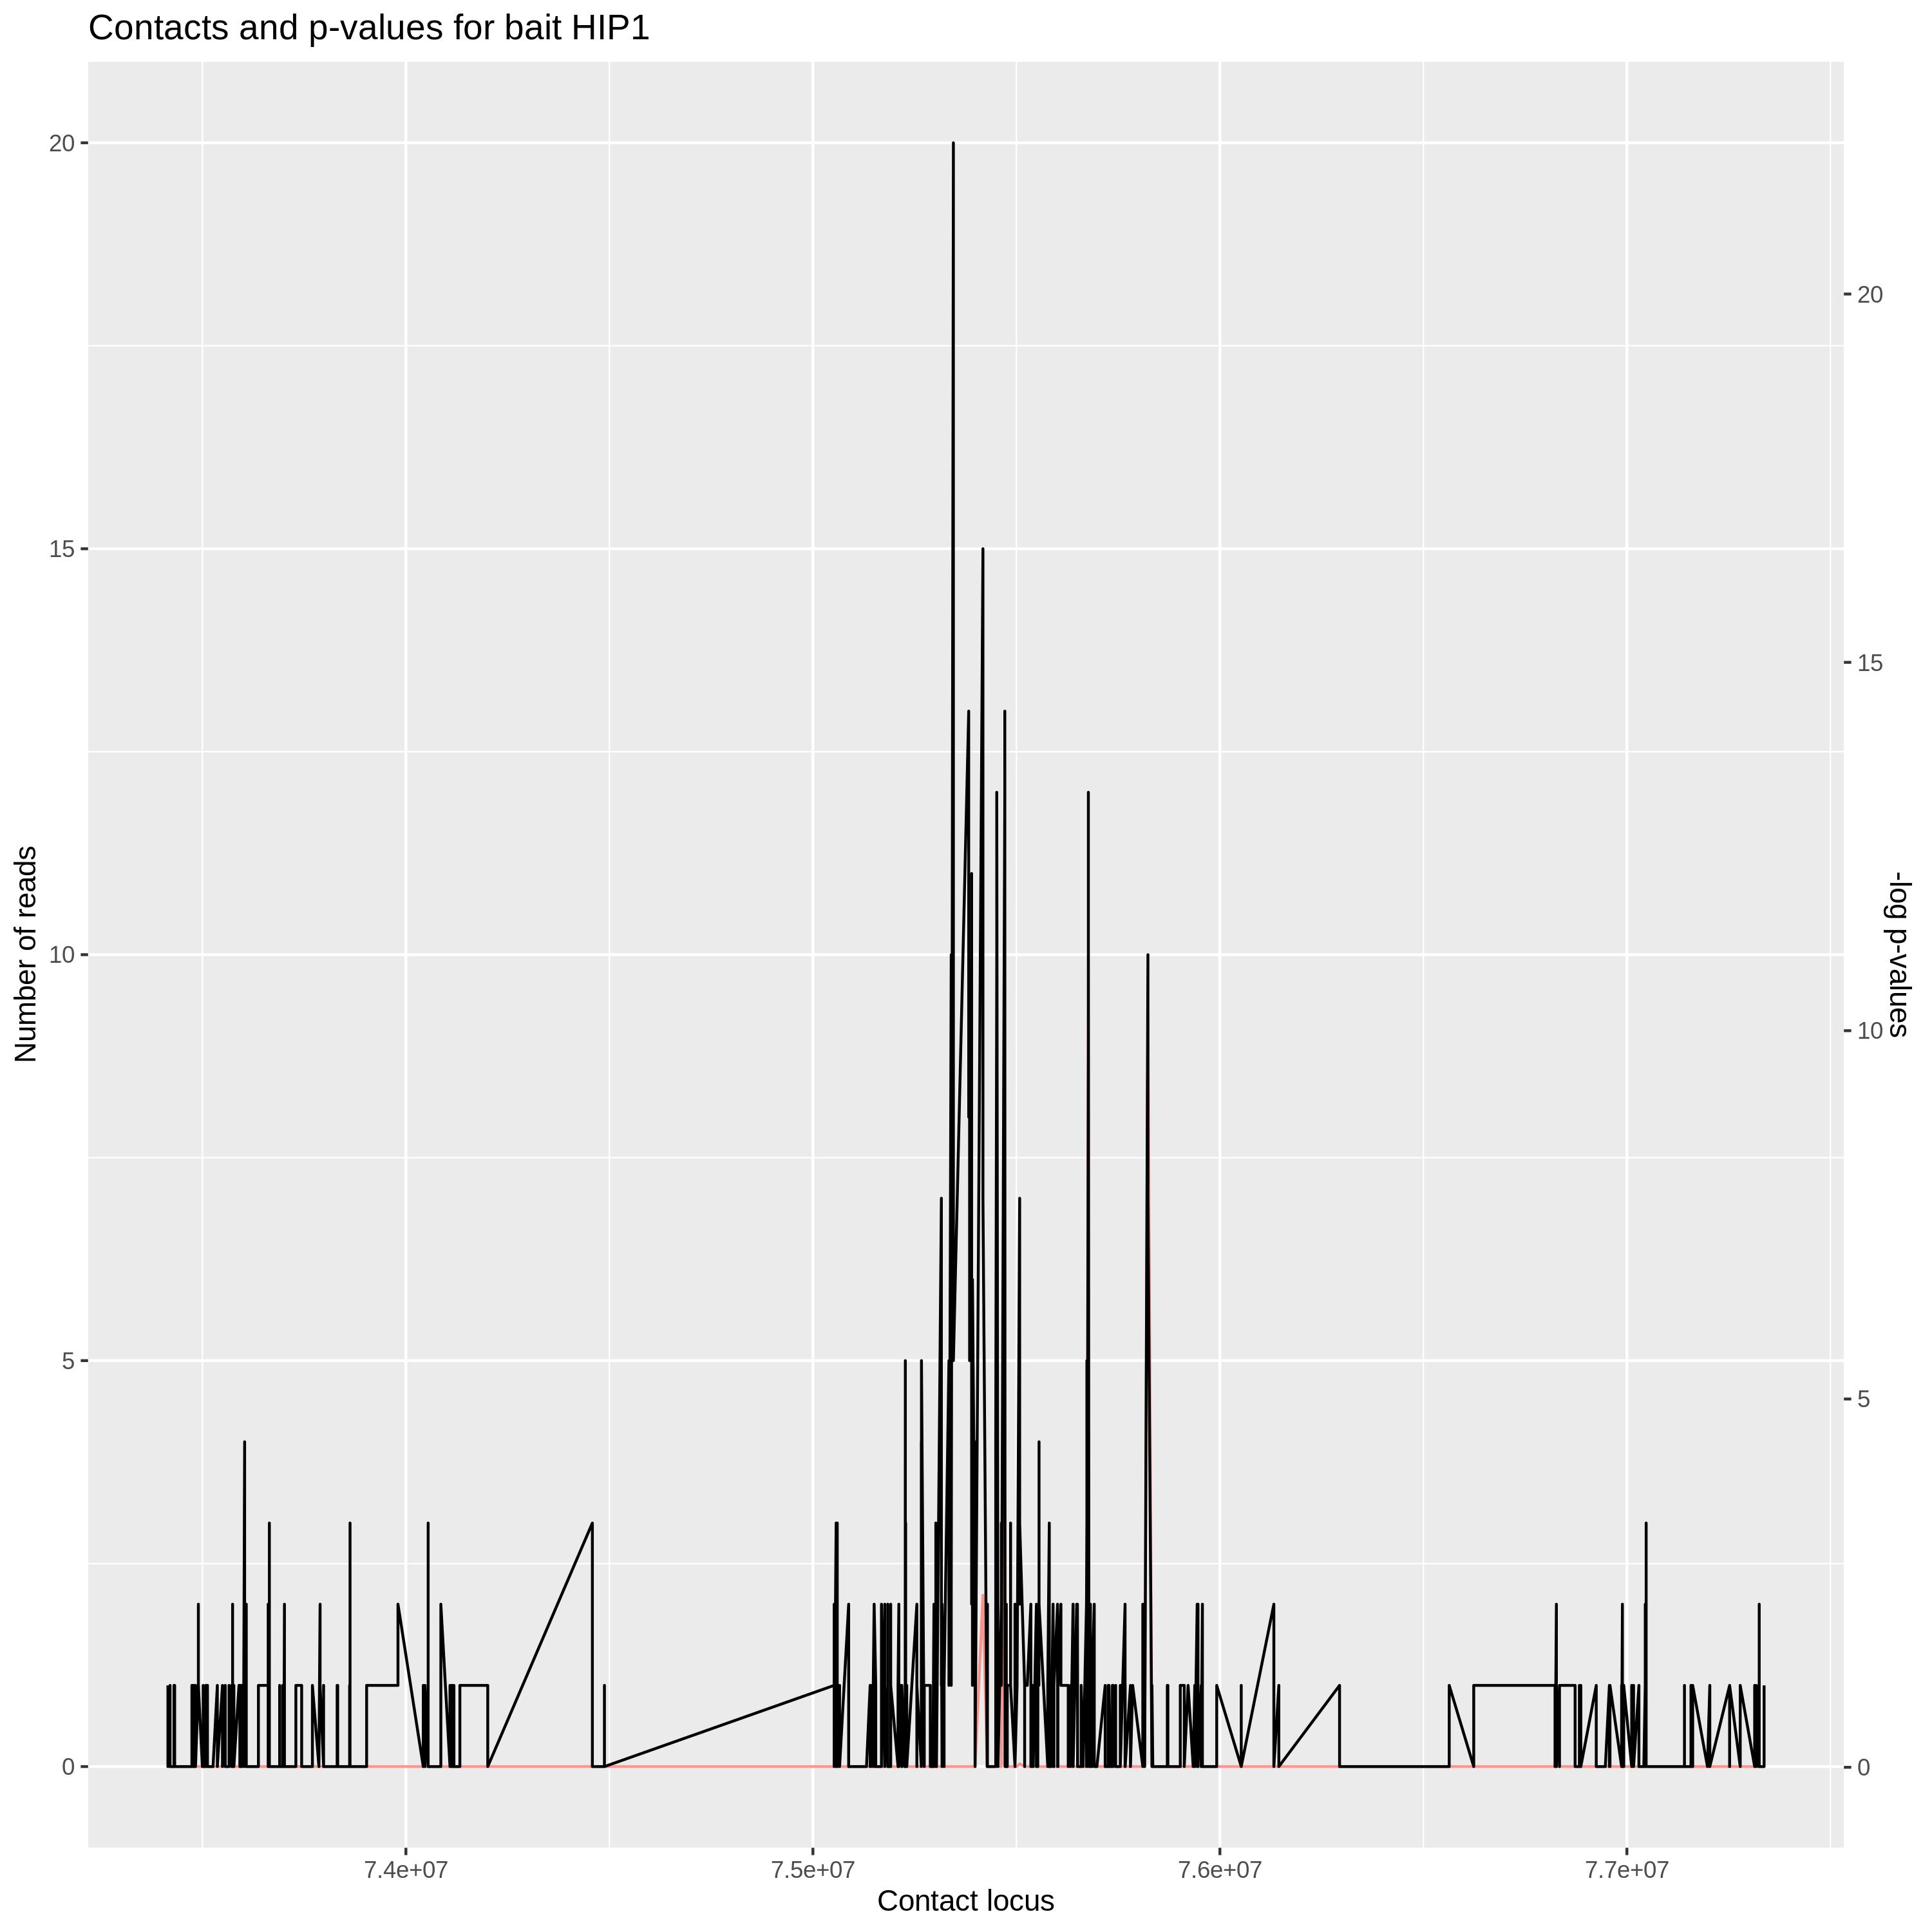 Contacts and p-values for bait HIP1
20
15
10
5
0
Number of reads
20
15
10
5
0
-log p-values
7.4e+07
7.5e+07
7.6e+07
7.7e+07
Contact locus